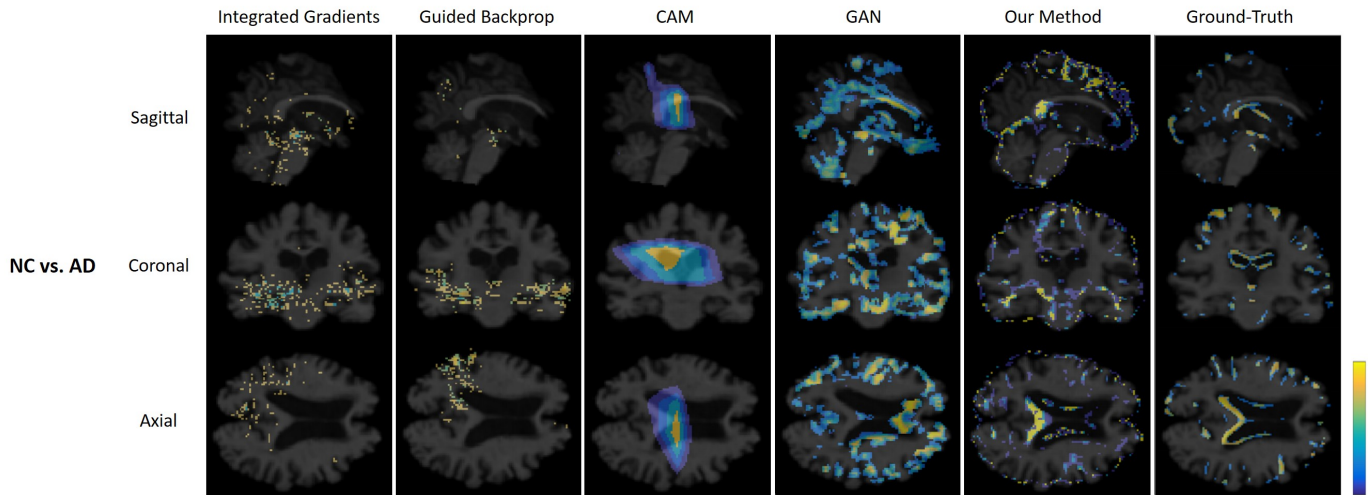 Integrated Gradients Guided Backprop CAM GAN Our Method Ground-Truth
Sagittal
NC vs. AD Coronal
Axial